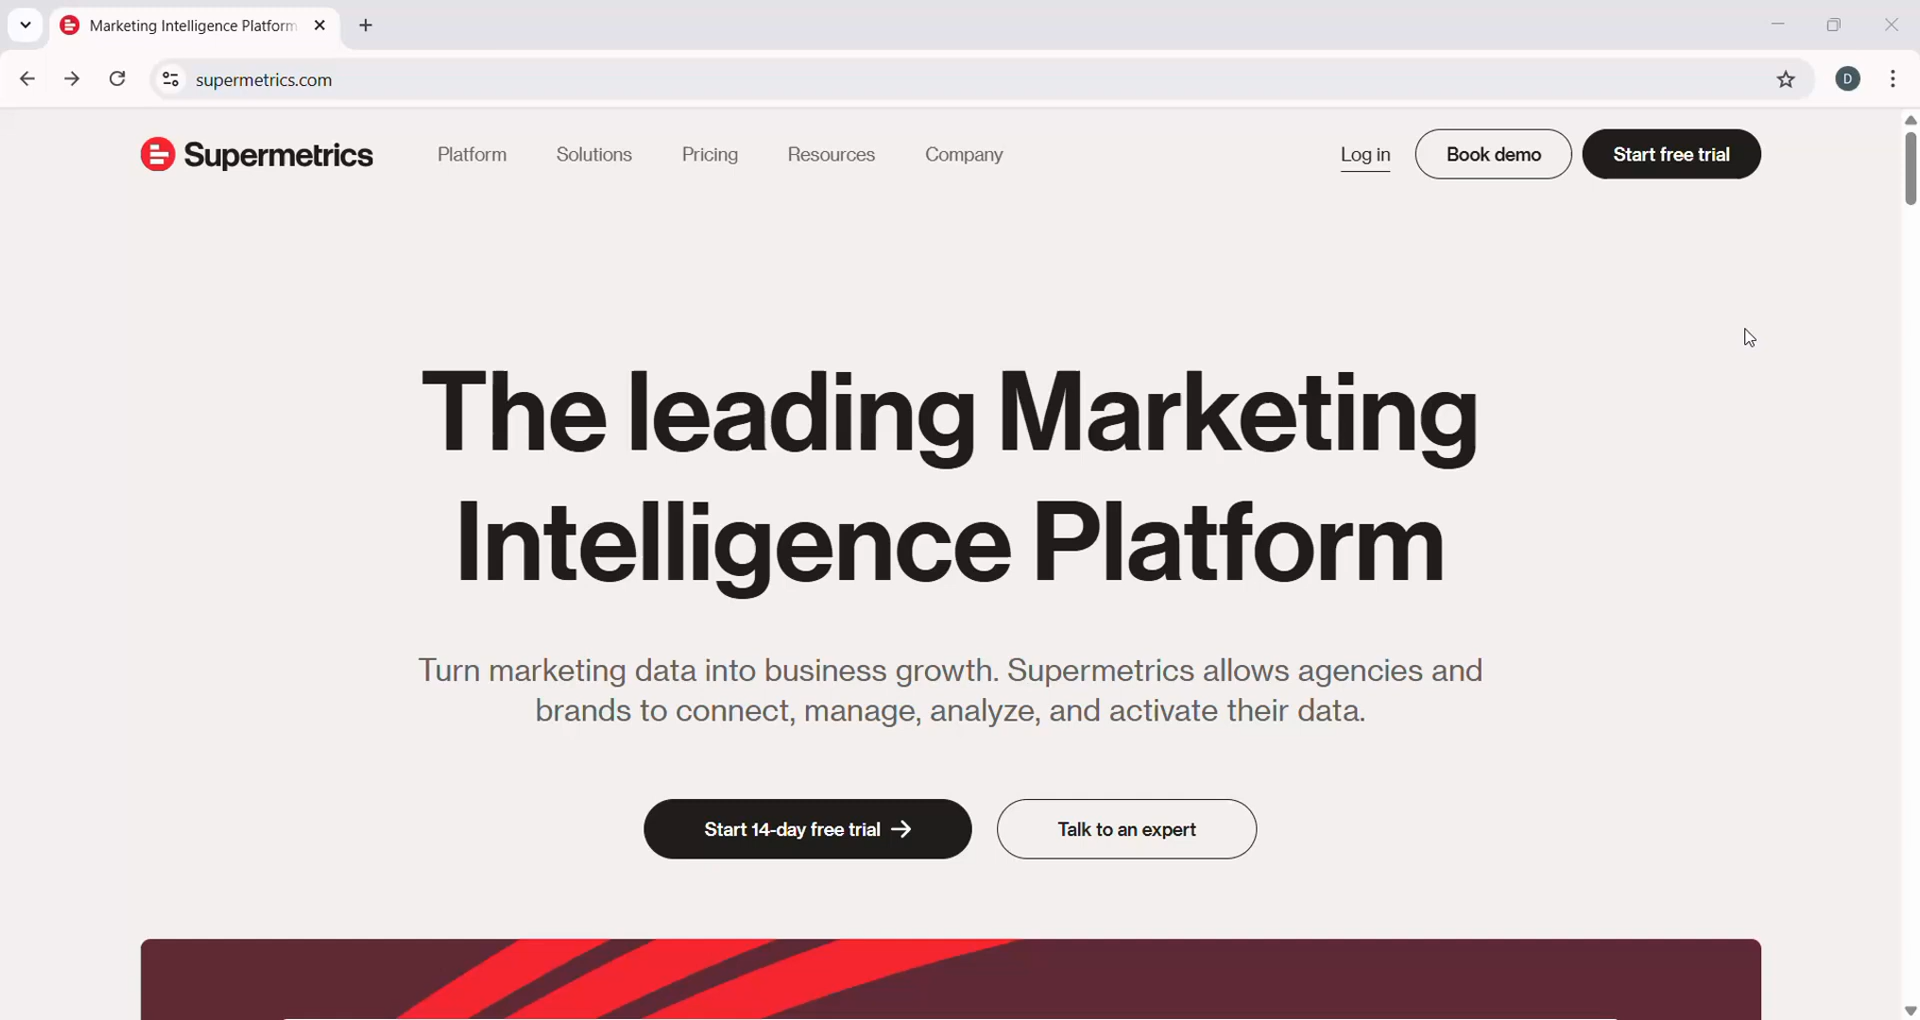 Marketing Intelligence Platform
supermetrics.com
D
Supermetrics
Platform
Solutions
Pricing
Resources
Company
Log in
Book demo
Start free trial
The leading Marketing
Intelligence Platform
Turn marketing data into business growth. Supermetrics allows agencies and
brands to connect, manage, analyze, and activate their data.
Start 14-day free trial
Talk to an expert